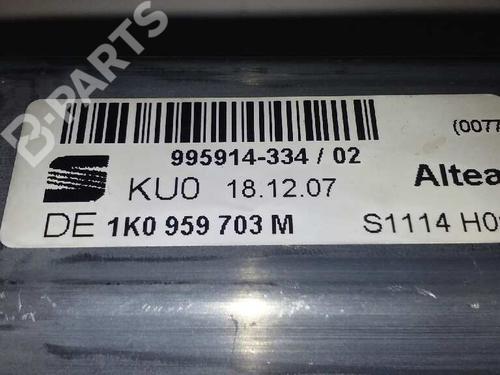 B-PARTS
(0077
995914-334 / 02
KU0 18.12.07
Altea
DE 1K0 959 703 M
S1114 H0